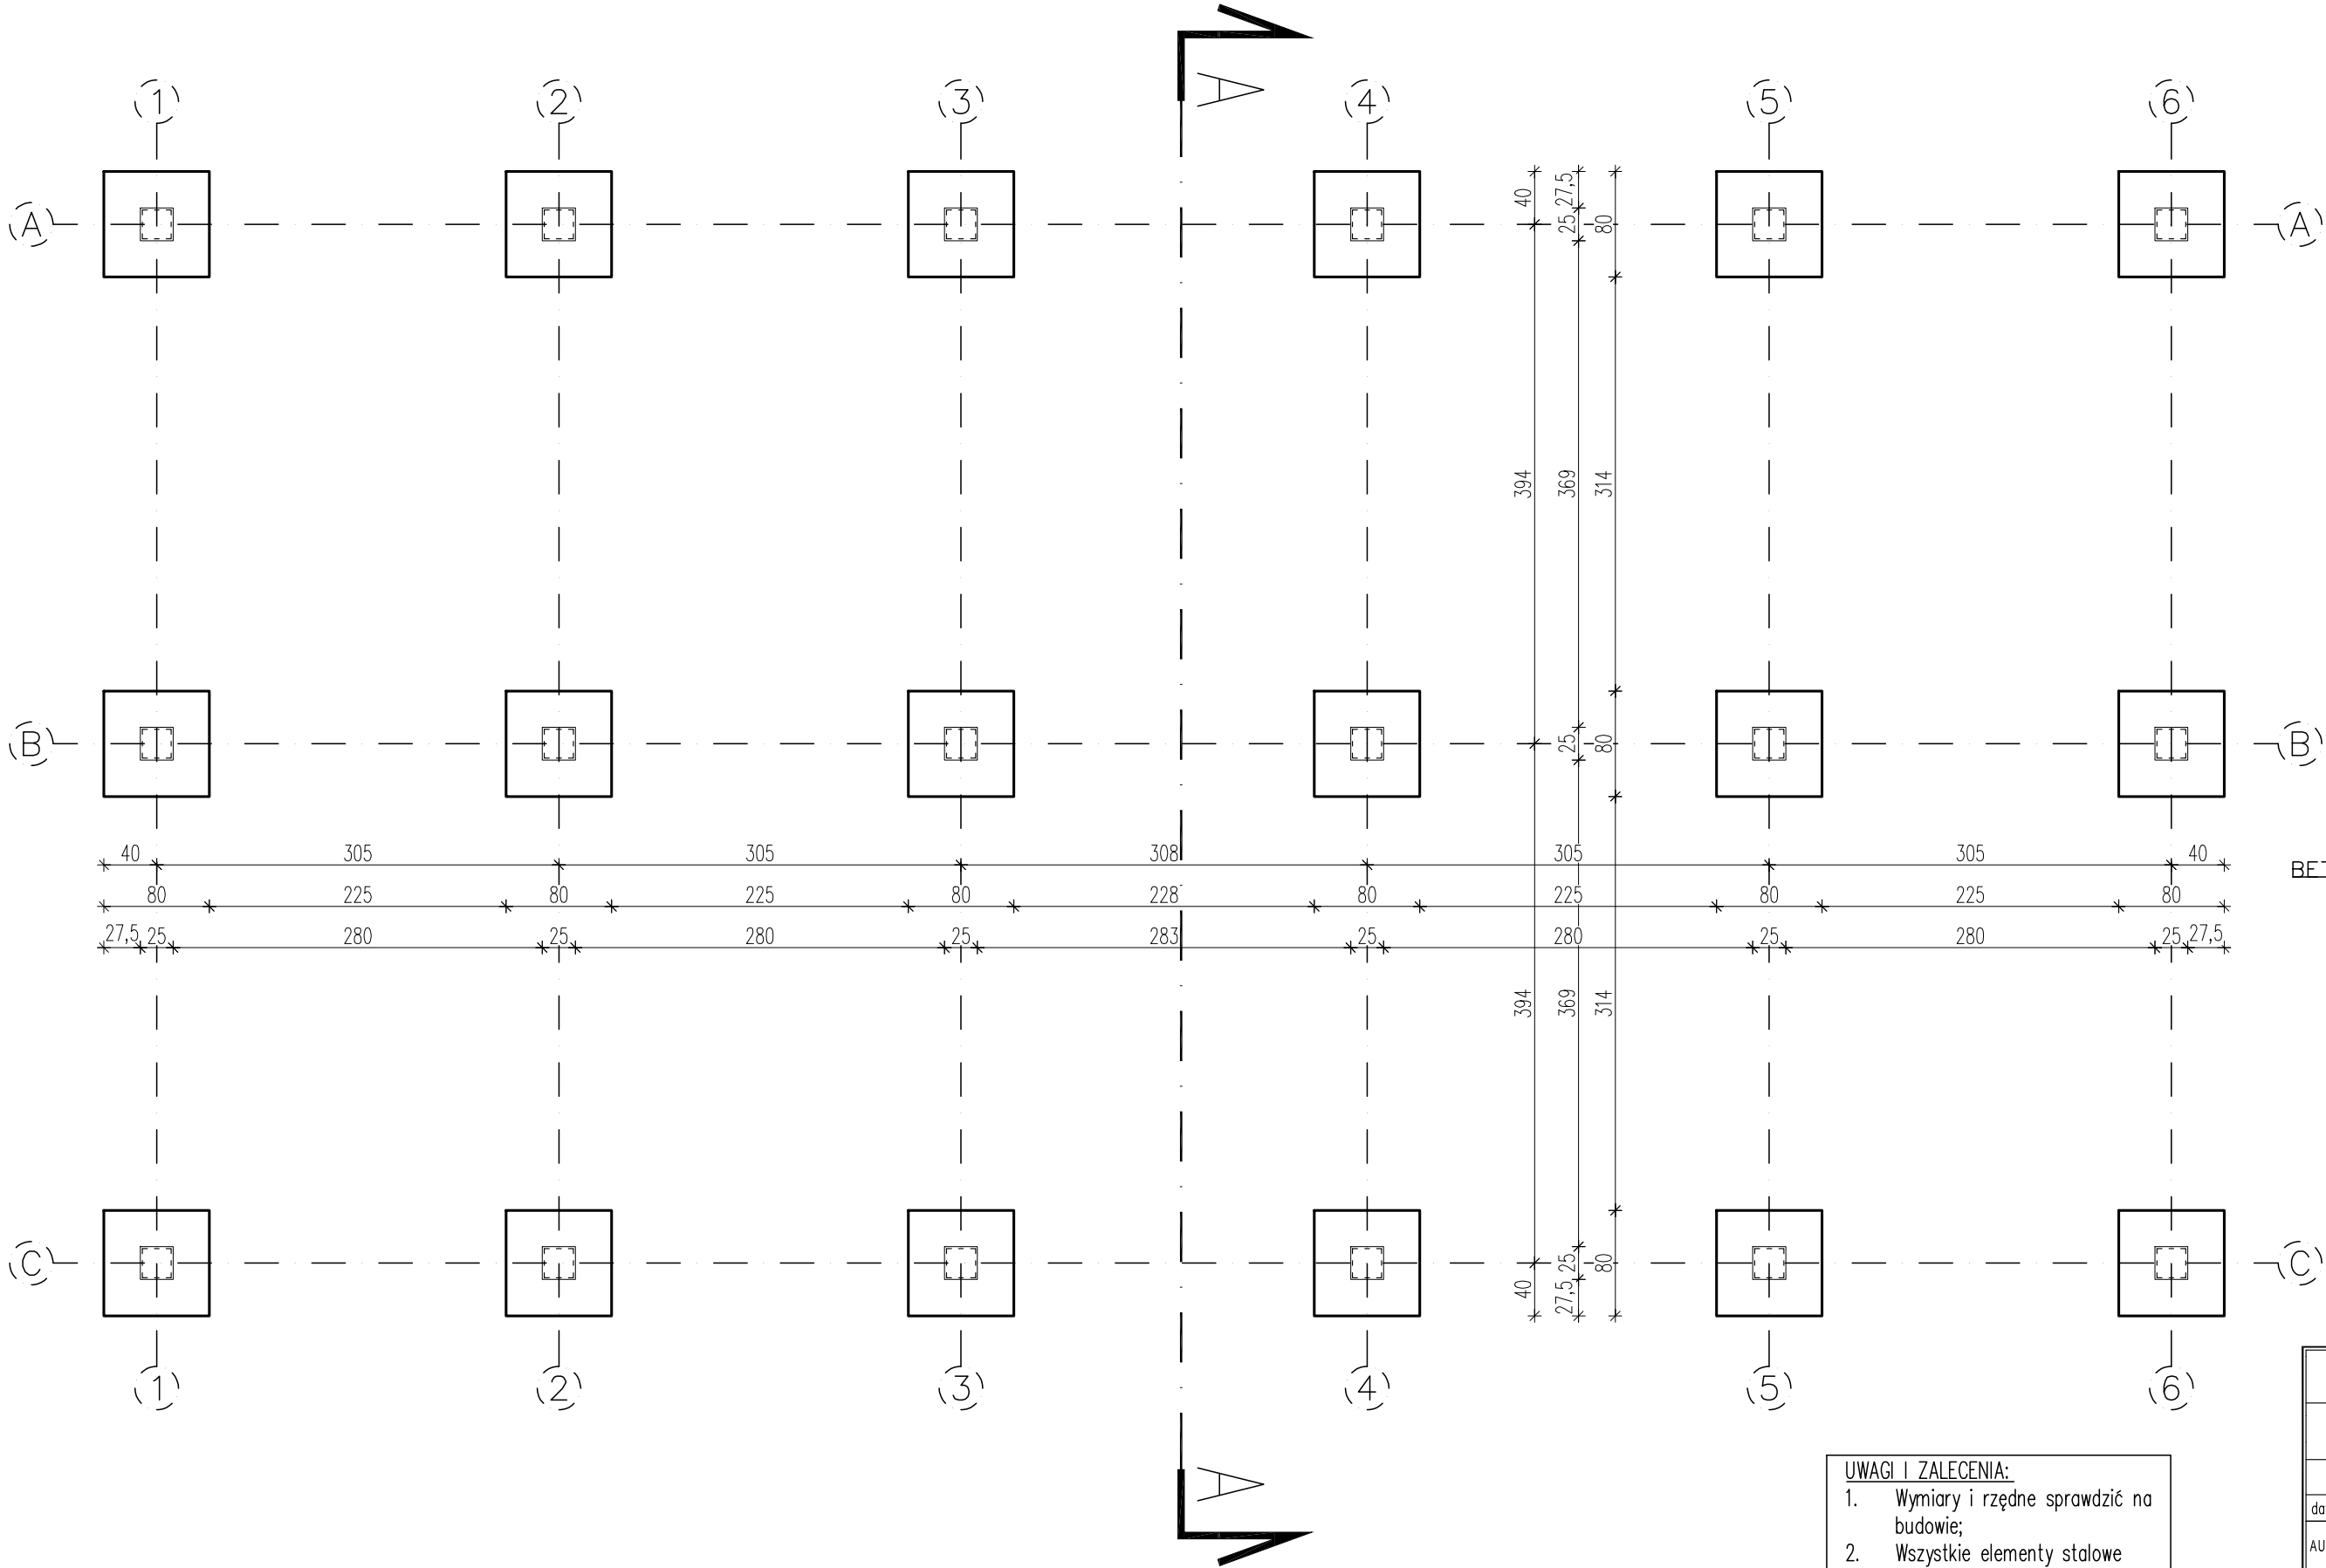 A
1 2 3 4 5 6
A A
40 27,5
25 80
394 369 314
B B
25 80
40 305 305 308 305 305 40
BET
80 225 80 225 80 228 80 225 80 225 80
27,5 25 280 25 280 25 283 25 280 25 280 25 27,5
394 369 314
C C
25 80
40 27,5
1 2 3 4 5 6
A
UWAGI I ZALECENIA:
1. Wymiary i rzędne sprawdzić na
budowie;
2. Wszystkie elementy stalowe
da
AU